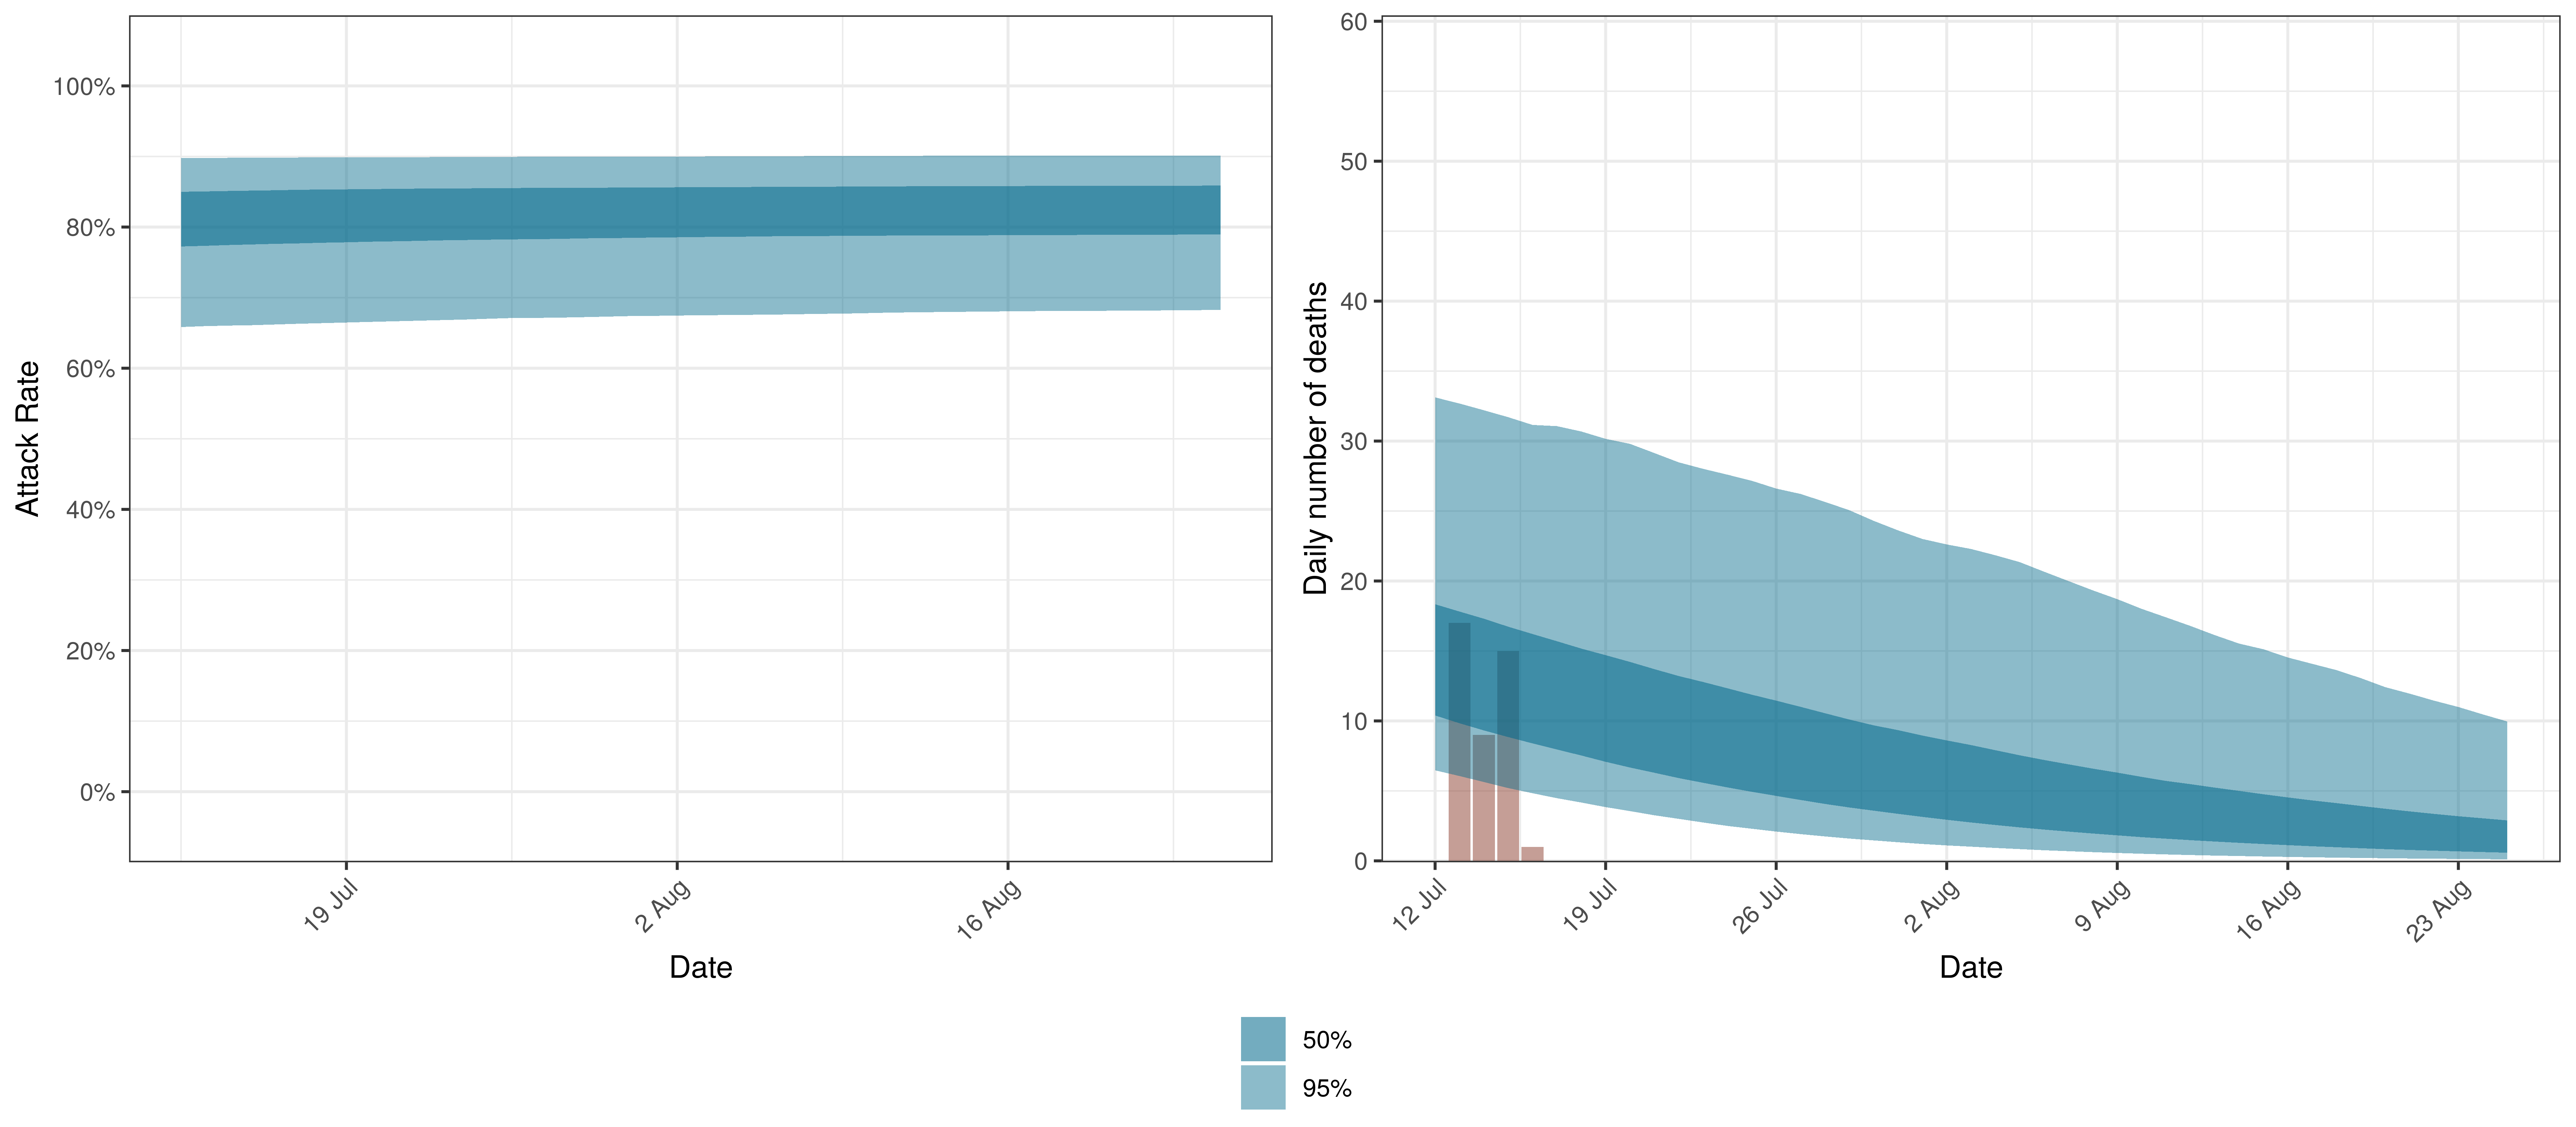 Attack Rate
100%
80%
60%
40%
20%
0%
19 Jul
2 Aug
16 Aug
Date
Daily number of deaths
60
50
40
30
20
10
0
12 Jul
19 Jul
26 Jul
2 Aug
9 Aug
16 Aug
23 Aug
Date
50%
95%